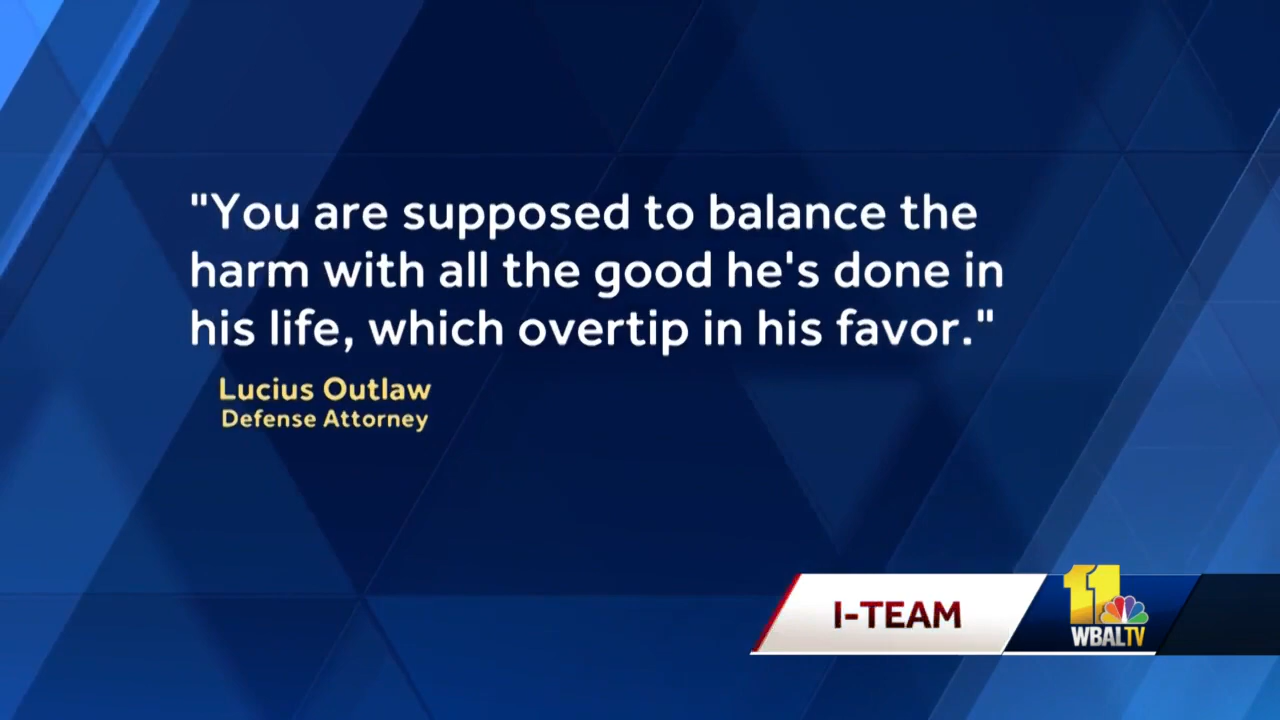 "You are supposed to balance the
harm with all the good he's done in
his life, which overtip in his favor."
Lucius Outlaw
Defense Attorney
I-TEAM
11
WBALTV